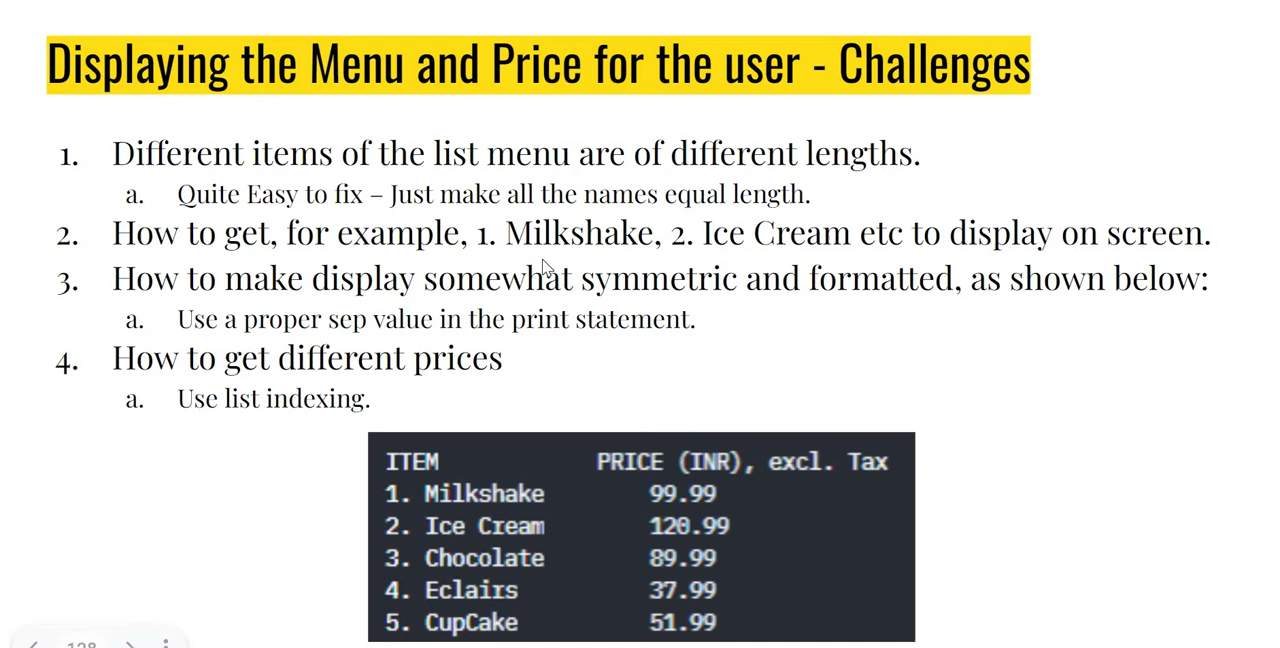 Displaying the Menu and Price for the user - Challenges
1. Different items of the list menu are of different lengths.
a. Quite Easy to fix – Just make all the names equal length.
2. How to get, for example, 1. Milkshake, 2. Ice Cream etc to display on screen.
3. How to make display somewhat symmetric and formatted, as shown below:
a. Use a proper sep value in the print statement.
4. How to get different prices
a. Use list indexing.
ITEM PRICE (INR), excl. Tax
1. Milkshake 99.99
2. Ice Cream 120.99
3. Chocolate 89.99
4. Eclairs 37.99
5. CupCake 51.99